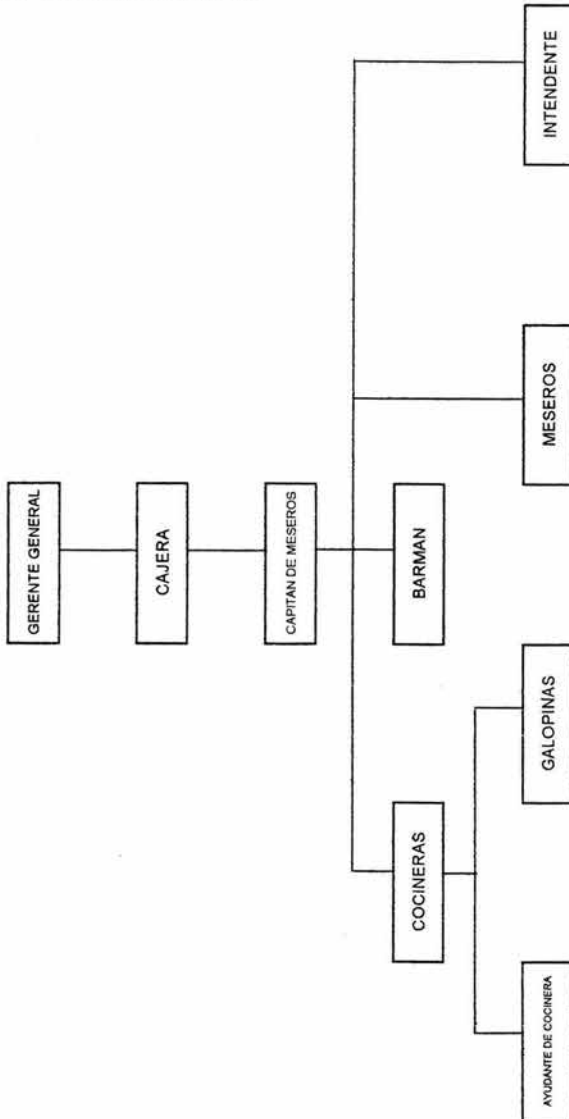 GERENTE GENERAL
CAJERA
CAPITAN DE MESEROS
COCINERAS
BARMAN
AYUDANTE DE COCINERA
GALOPINAS
MESEROS
INTENDENTE